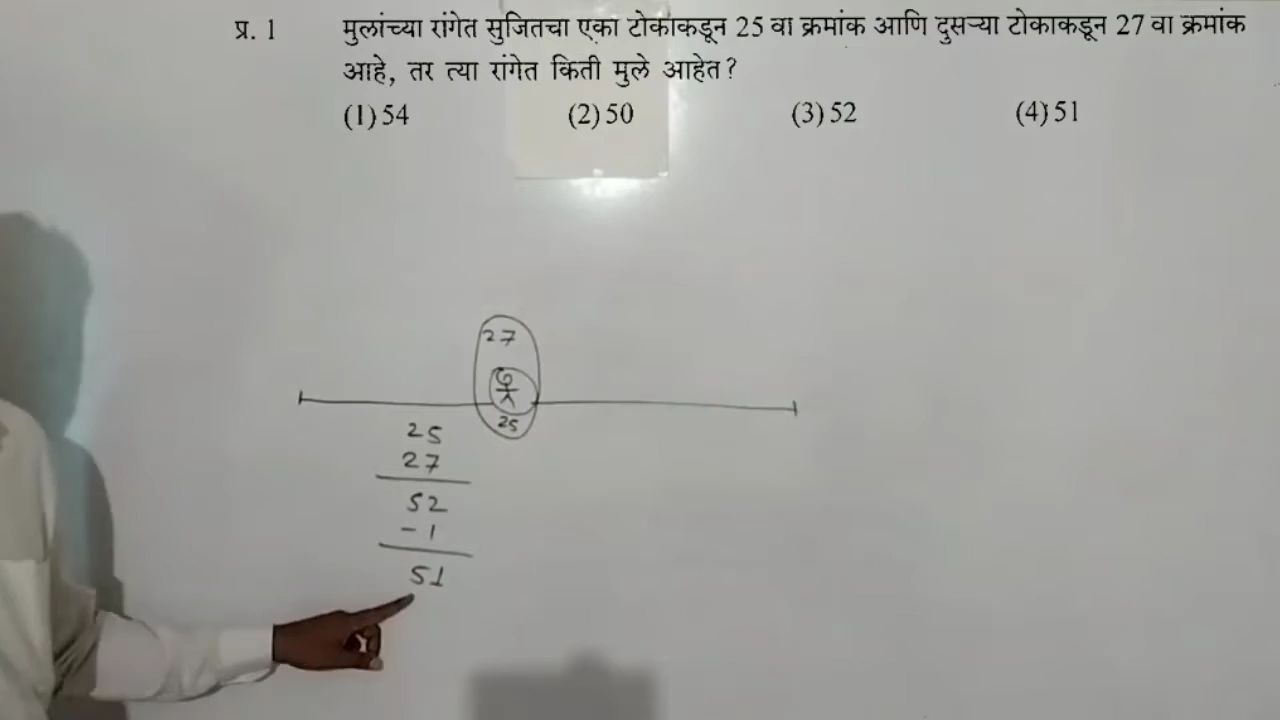 प्र. 1 मुलांच्या रांगेत सुजितचा एका टोकाकडून 25 वा क्रमांक आणि दुसऱ्या टोकाकडून 27 वा क्रमांक
आहे, तर त्या रांगेत किती मुले आहेत?
(1) 54 (2) 50 (3) 52 (4) 51
27
25
25
27
52
- 1
51